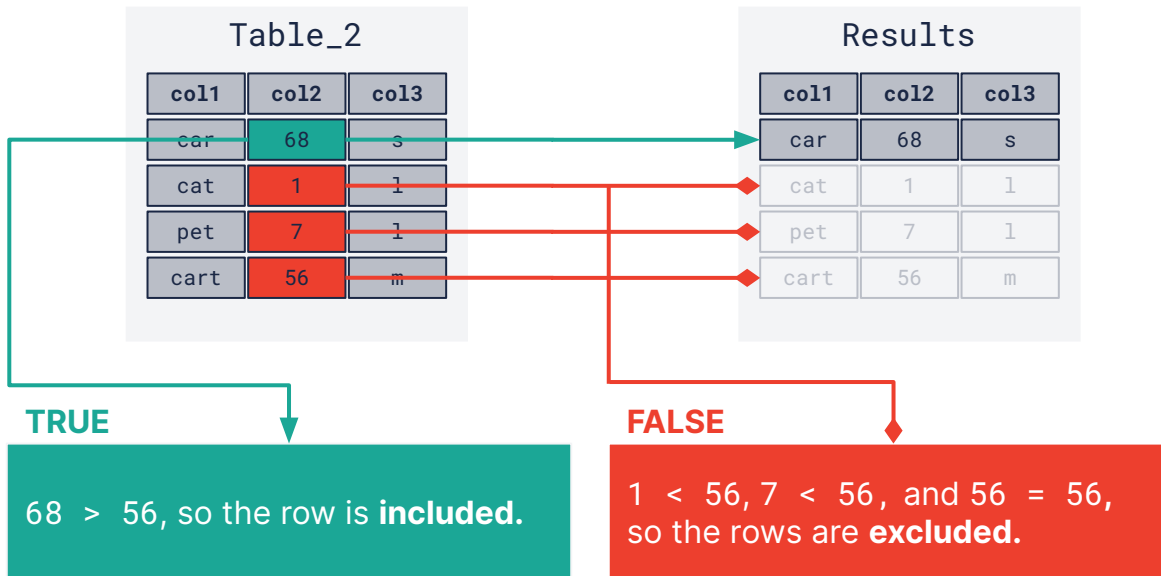 Table_2
Results
col1 col2 col3
col1 col2 col3
car 68 s
car 68 s
cat 1 l
cat 1 l
pet 7 l
pet 7 l
cart 56 m
cart 56 m
TRUE
68 > 56, so the row is included.
FALSE
1 < 56, 7 < 56, and 56 = 56,
so the rows are excluded.